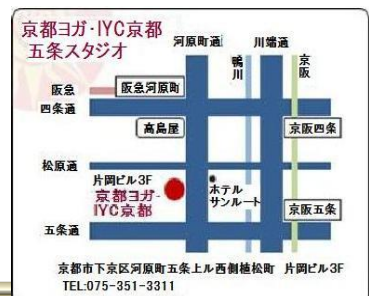 京都ヨガ・IYC京都
五条スタジオ
河原町通
川端通
鴨川
京阪
阪急
阪急河原町
四条通
高島屋
京阪四条
松原通
片岡ビル3F
京都ヨガ・
IYC京都
ホテル
サンルート
京阪五条
五条通
京都市下京区河原町五条上ル西側植松町 片岡ビル3F
TEL:075-351-3311